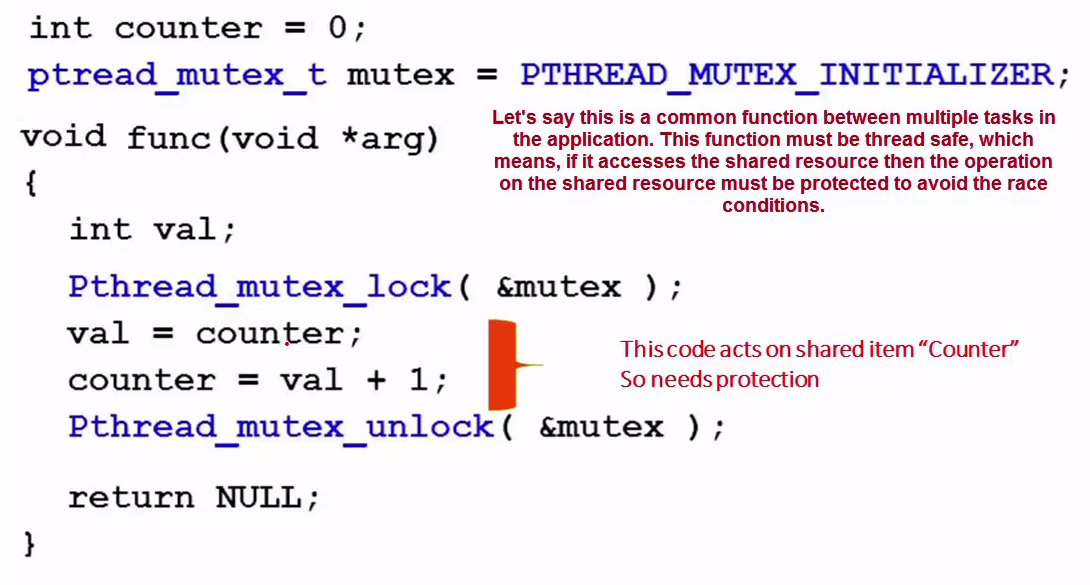 int counter = 0;
ptread_mutex_t mutex = PTHREAD_MUTEX_INITIALIZER;
Let's say this is a common function between multiple tasks in
the application. This function must be thread safe, which
means, if it accesses the shared resource then the operation
on the shared resource must be protected to avoid the race
conditions.
void func(void *arg)
{
int val;
Pthread_mutex_lock( &mutex );
val = counter;
counter = val + 1;
This code acts on shared item “Counter”
So needs protection
Pthread_mutex_unlock( &mutex );
return NULL;
}